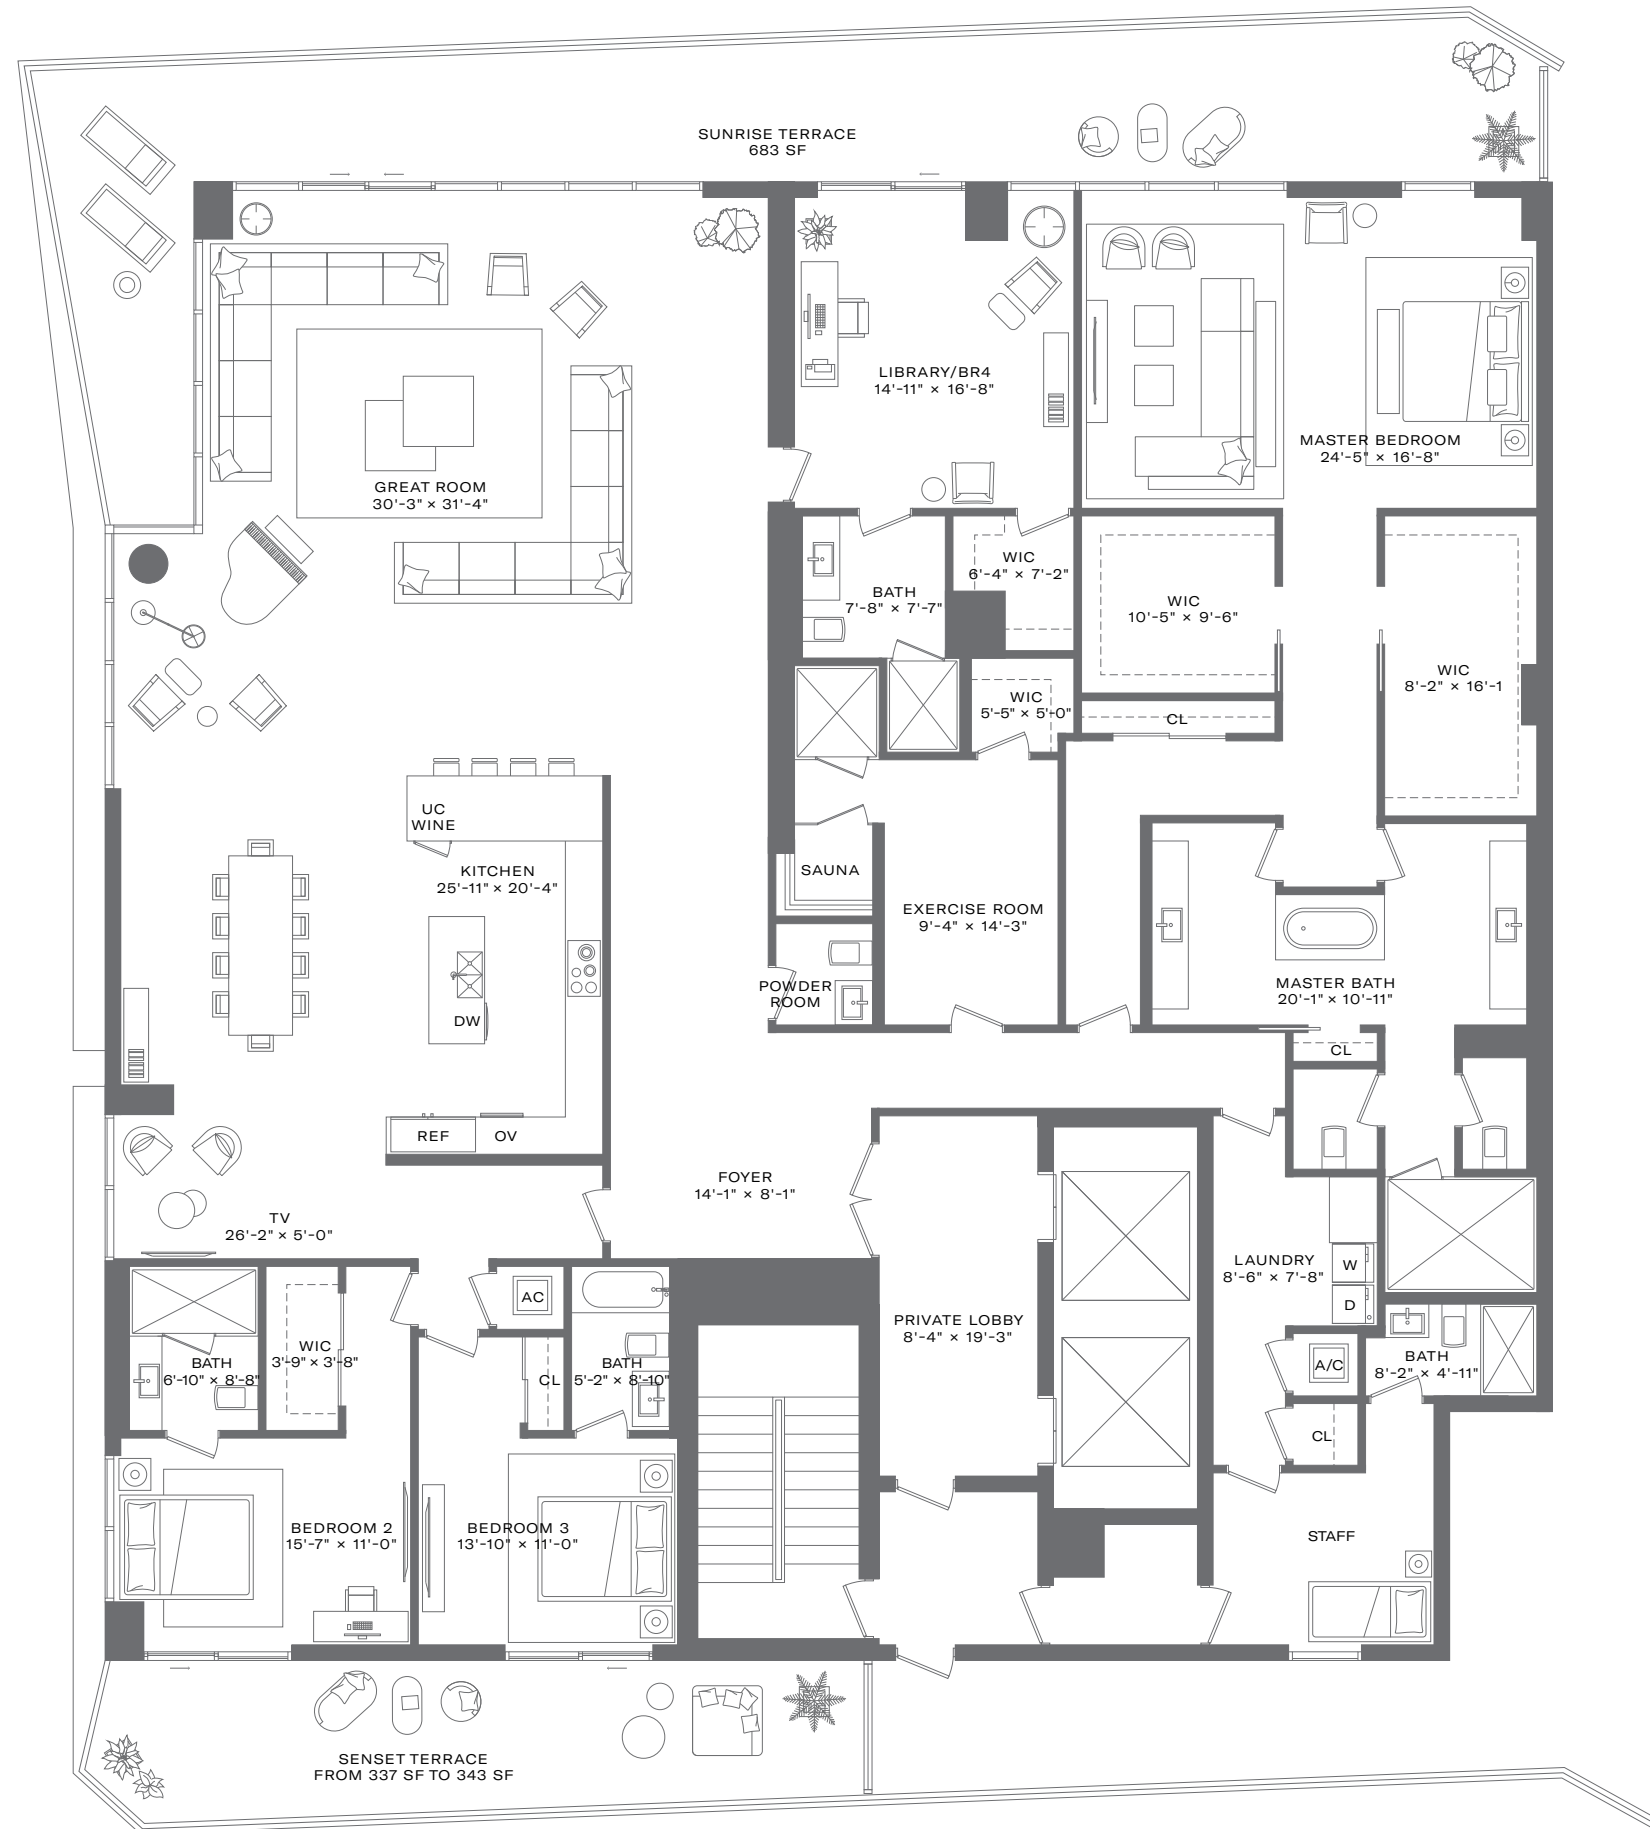 SUNRISE TERRACE
683 SF
LIBRARY/BR4
14'-11" × 16'-8"
MASTER BEDROOM
24'-5" × 16'-8"
GREAT ROOM
30'-3" × 31'-4"
WIC
6'-4" × 7'-2"
BATH
7'-8" × 7'-7"
WIC
10'-5" × 9'-6"
WIC
8'-2" × 16'-1
WIC
5'-5" × 5'-0"
CL
UC
WINE
KITCHEN
25'-11" × 20'-4"
SAUNA
EXERCISE ROOM
9'-4" × 14'-3"
POWDER
ROOM
MASTER BATH
20'-1" × 10'-11"
DW
CL
REF
OV
FOYER
14'-1" × 8'-1"
TV
26'-2" × 5'-0"
LAUNDRY
8'-6" × 7'-8"
W
D
AC
PRIVATE LOBBY
8'-4" × 19'-3"
WIC
3'-9" × 3'-8"
BATH
6'-10" × 8'-8"
CL
BATH
5'-2" × 8'-10"
A/C
BATH
8'-2" × 4'-11"
CL
BEDROOM 2
15'-7" × 11'-0"
BEDROOM 3
13'-10" × 11'-0"
STAFF
SENSET TERRACE
FROM 337 SF TO 343 SF